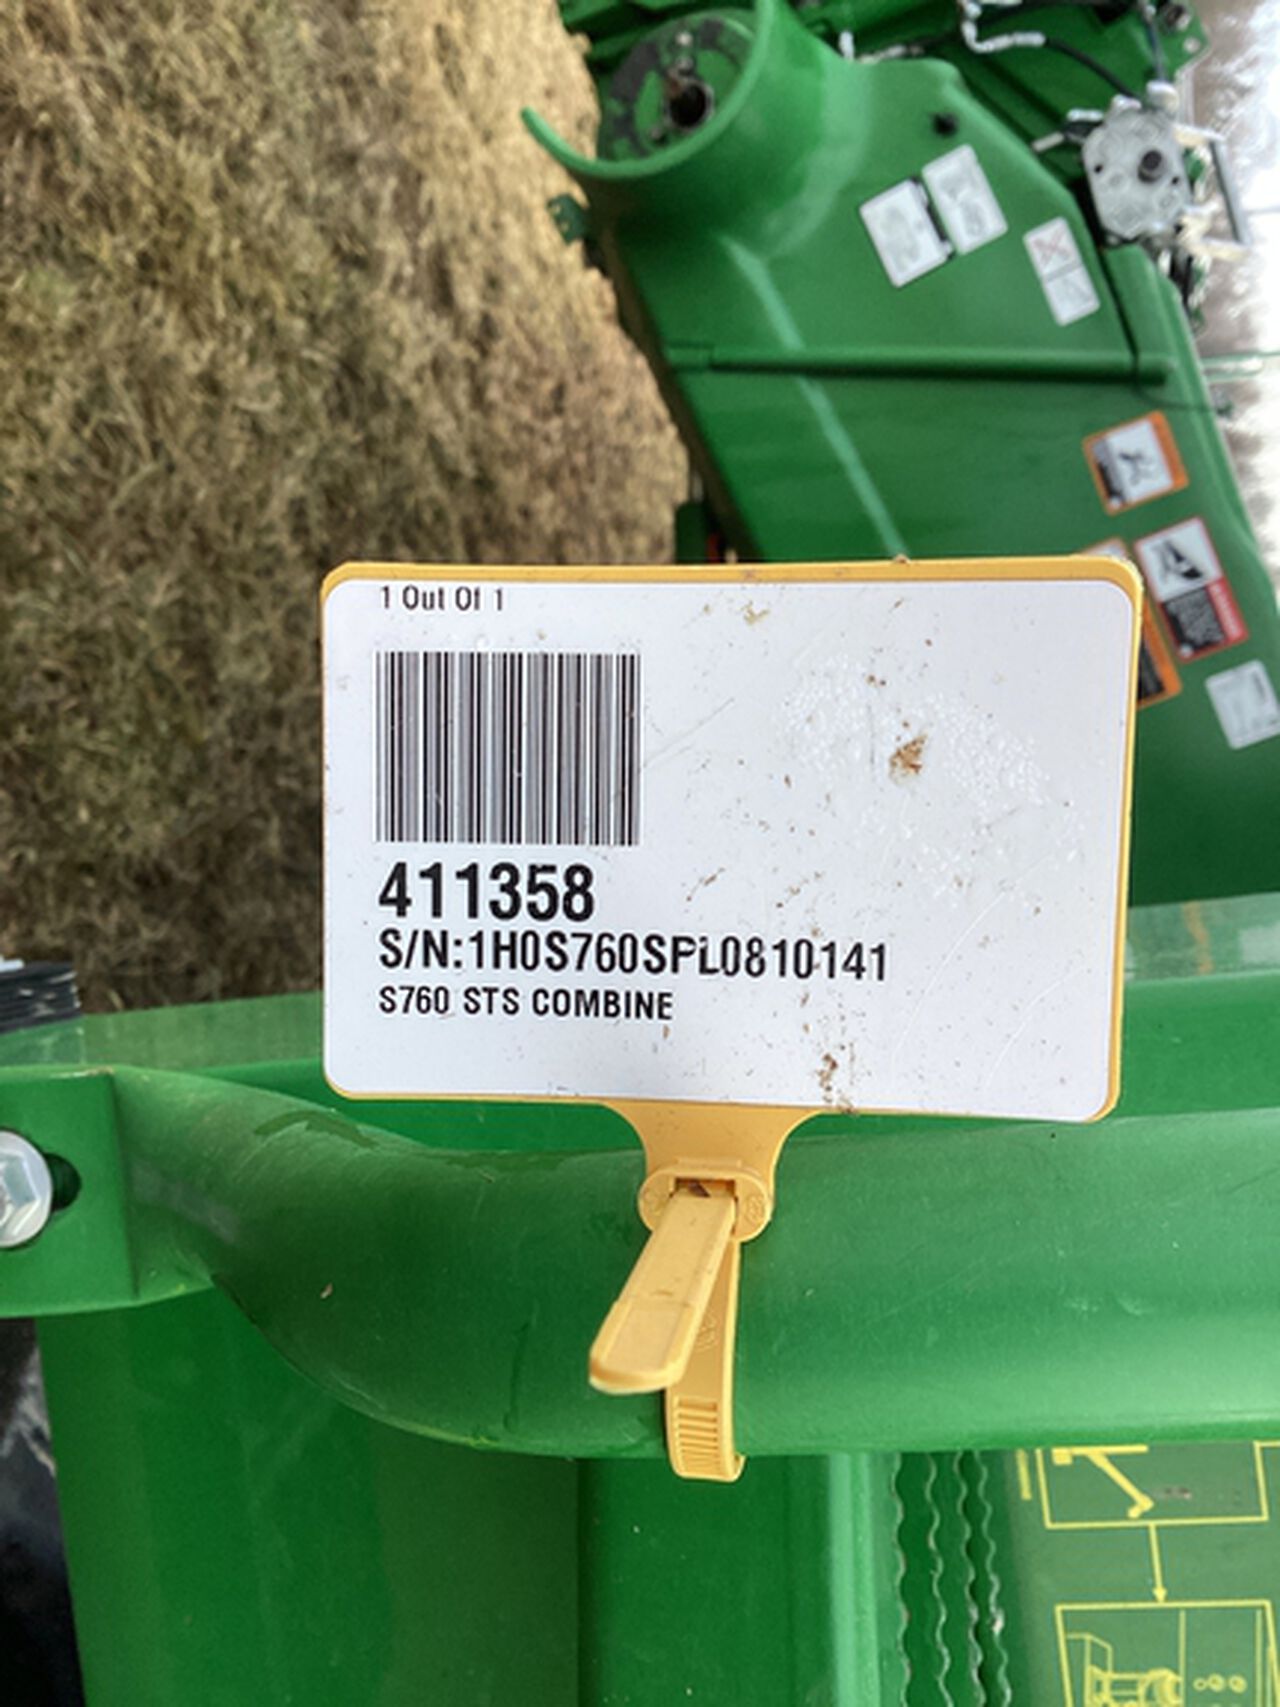 1 Out Of 1
411358
S/N:1H0S760SPL0810141
S760 STS COMBINE